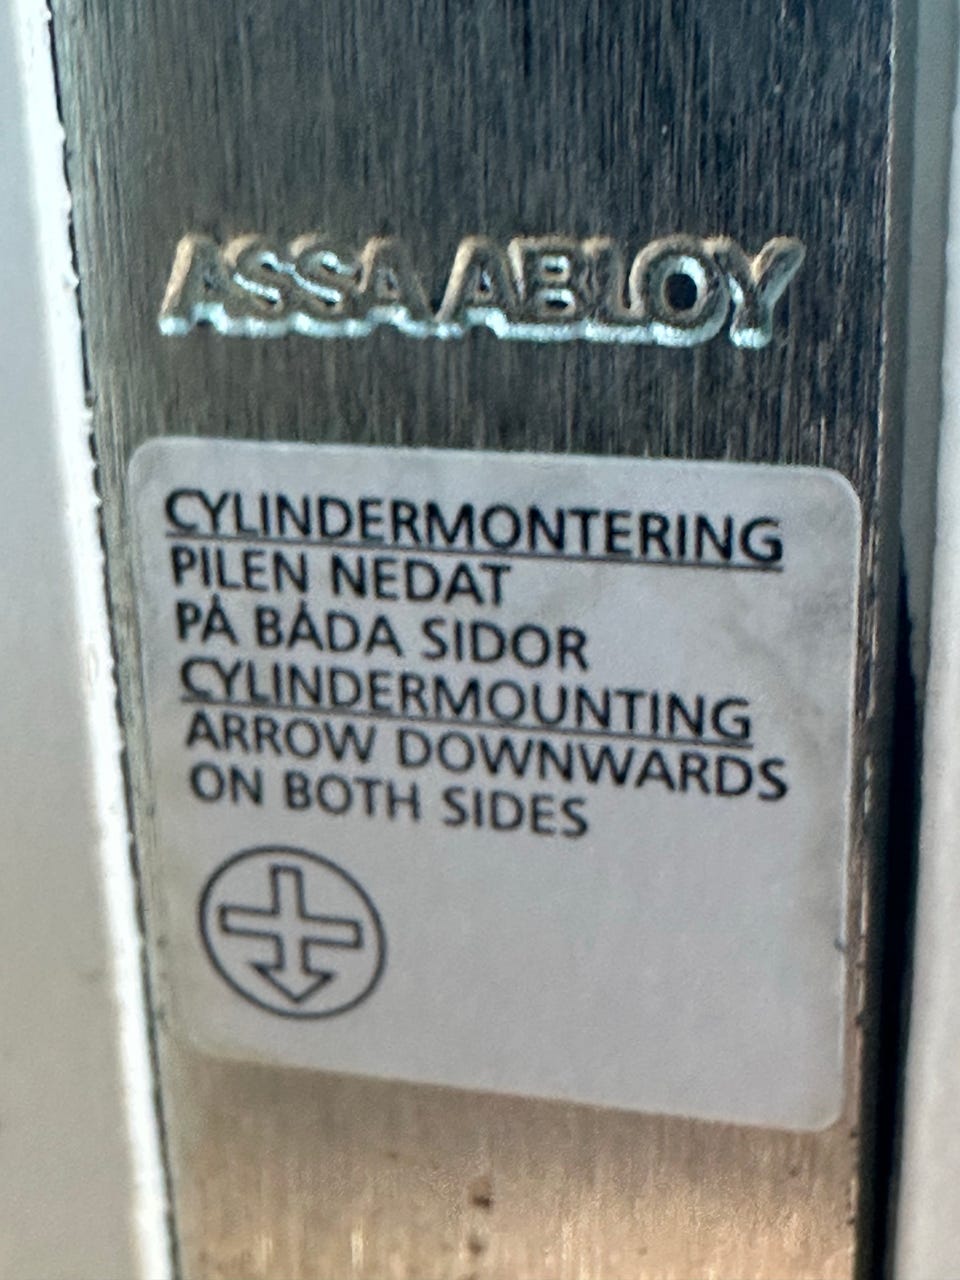 ASSA ABLOY
CYLINDERMONTERING
PILEN NEDAT
PÅ BÅDA SIDOR
CYLINDERMOUNTING
ARROW DOWNWARDS
ON BOTH SIDES